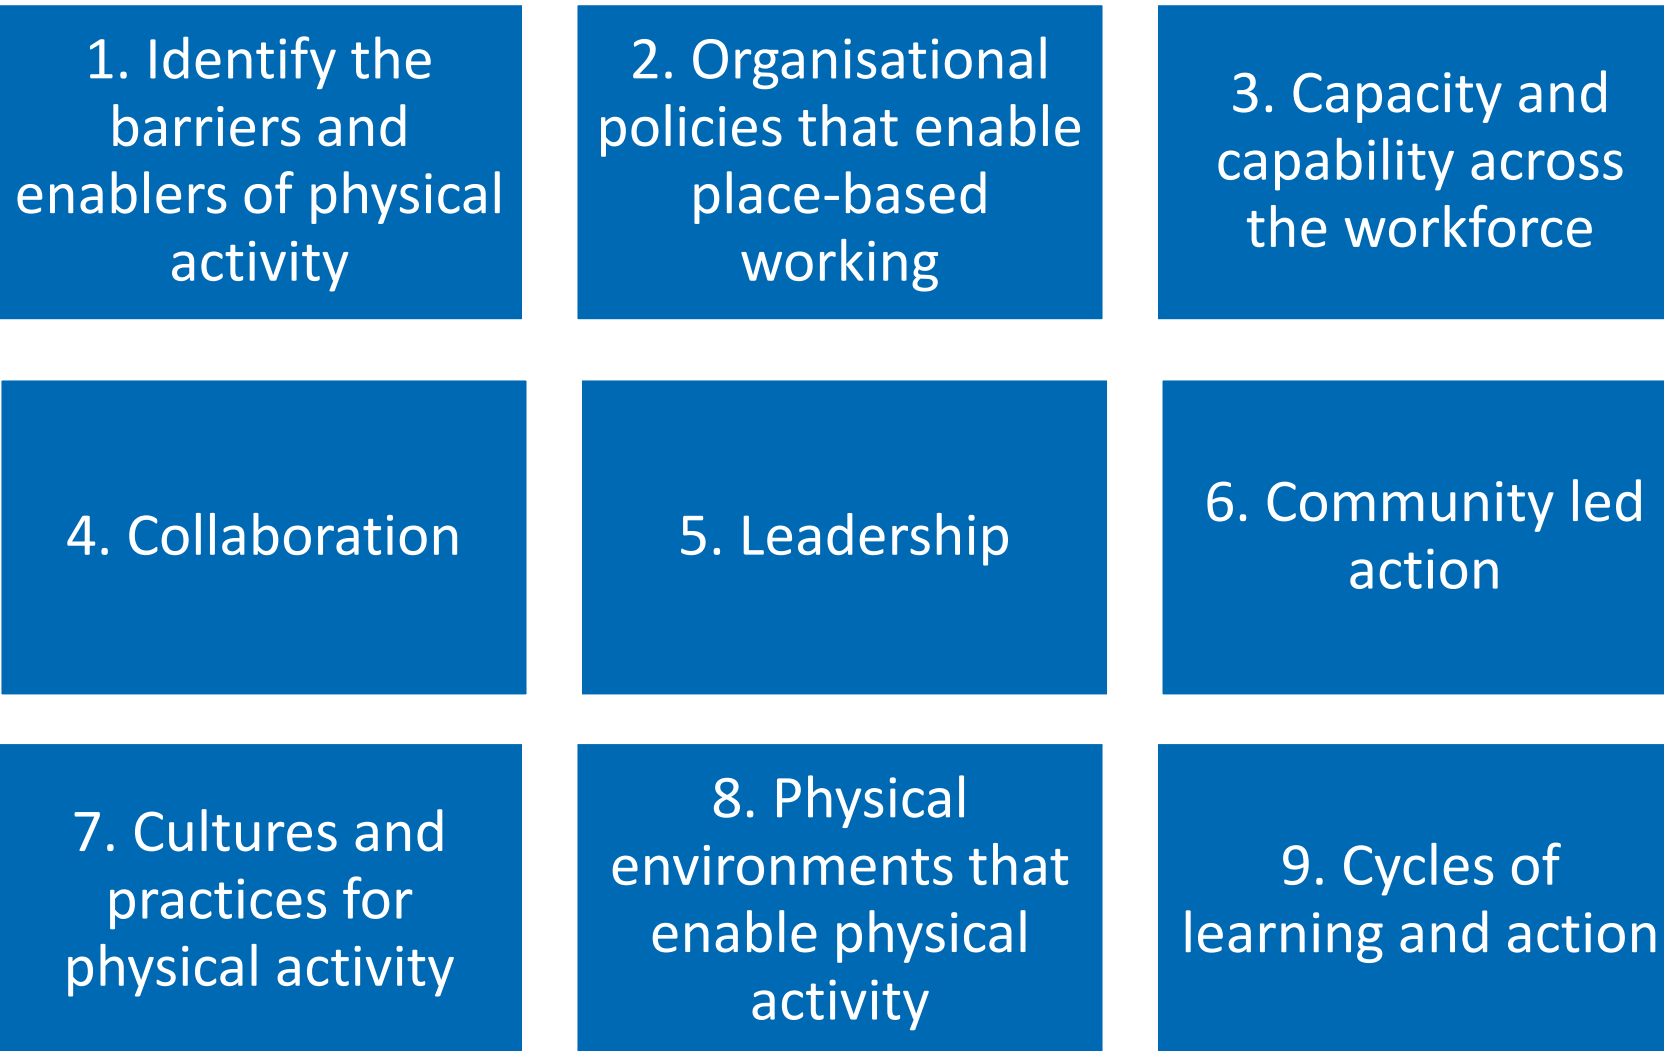 1. Identify the
barriers and
enablers of physical
activity
2. Organisational
policies that enable
place-based
working
3. Capacity and
capability across
the workforce
4. Collaboration
5. Leadership
6. Community led
action
7. Cultures and
practices for
physical activity
8. Physical
environments that
enable physical
activity
9. Cycles of
learning and action